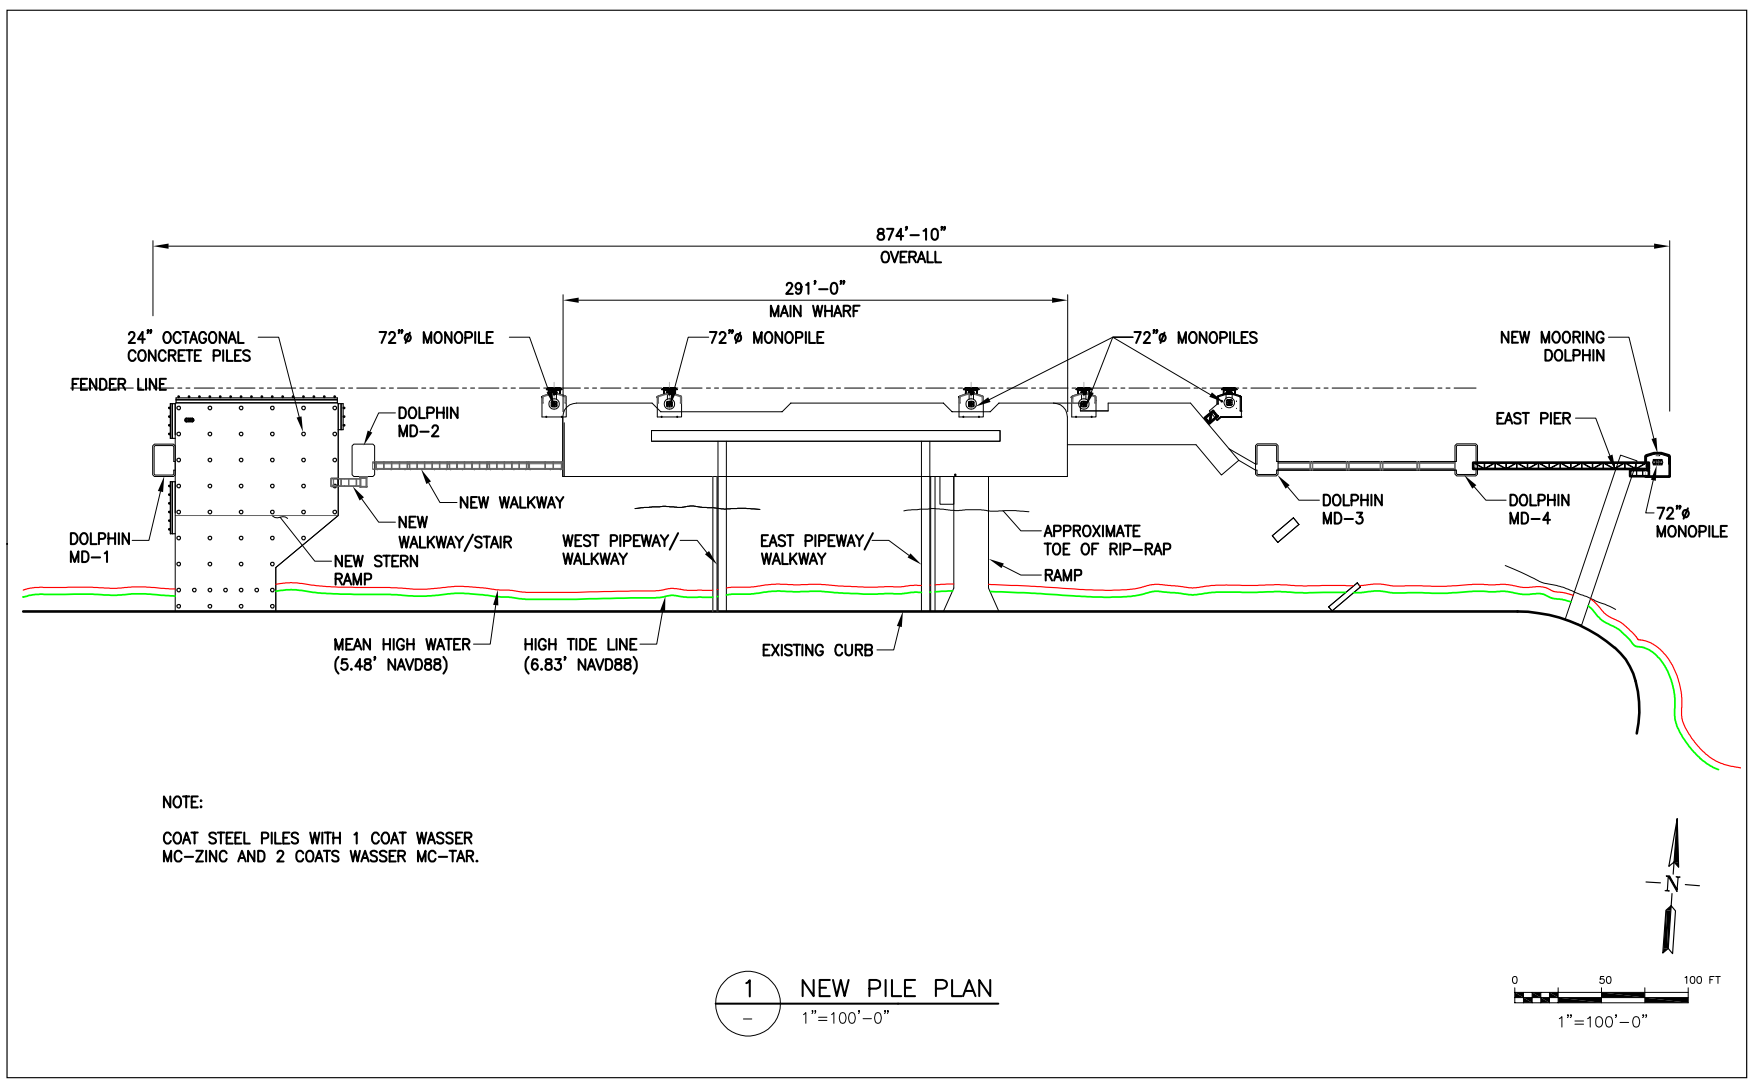 874'-10"
OVERALL
291'-0"
MAIN WHARF
24" OCTAGONAL
CONCRETE PILES
72"ø MONOPILE
72"ø MONOPILE
72"ø MONOPILES
NEW MOORING
DOLPHIN
FENDER LINE
DOLPHIN
MD-2
EAST PIER
NEW WALKWAY
DOLPHIN
MD-3
DOLPHIN
MD-4
72"ø
MONOPILE
NEW
WALKWAY/STAIR
DOLPHIN
MD-1
WEST PIPEWAY/
WALKWAY
EAST PIPEWAY/
WALKWAY
APPROXIMATE
TOE OF RIP-RAP
NEW STERN
RAMP
RAMP
MEAN HIGH WATER
(5.48' NAVD88)
HIGH TIDE LINE
(6.83' NAVD88)
EXISTING CURB
NOTE:
COAT STEEL PILES WITH 1 COAT WASSER
MC-ZINC AND 2 COATS WASSER MC-TAR.
N
1
-
NEW PILE PLAN
1"=100'-0"
0 50 100 FT
1"=100'-0"